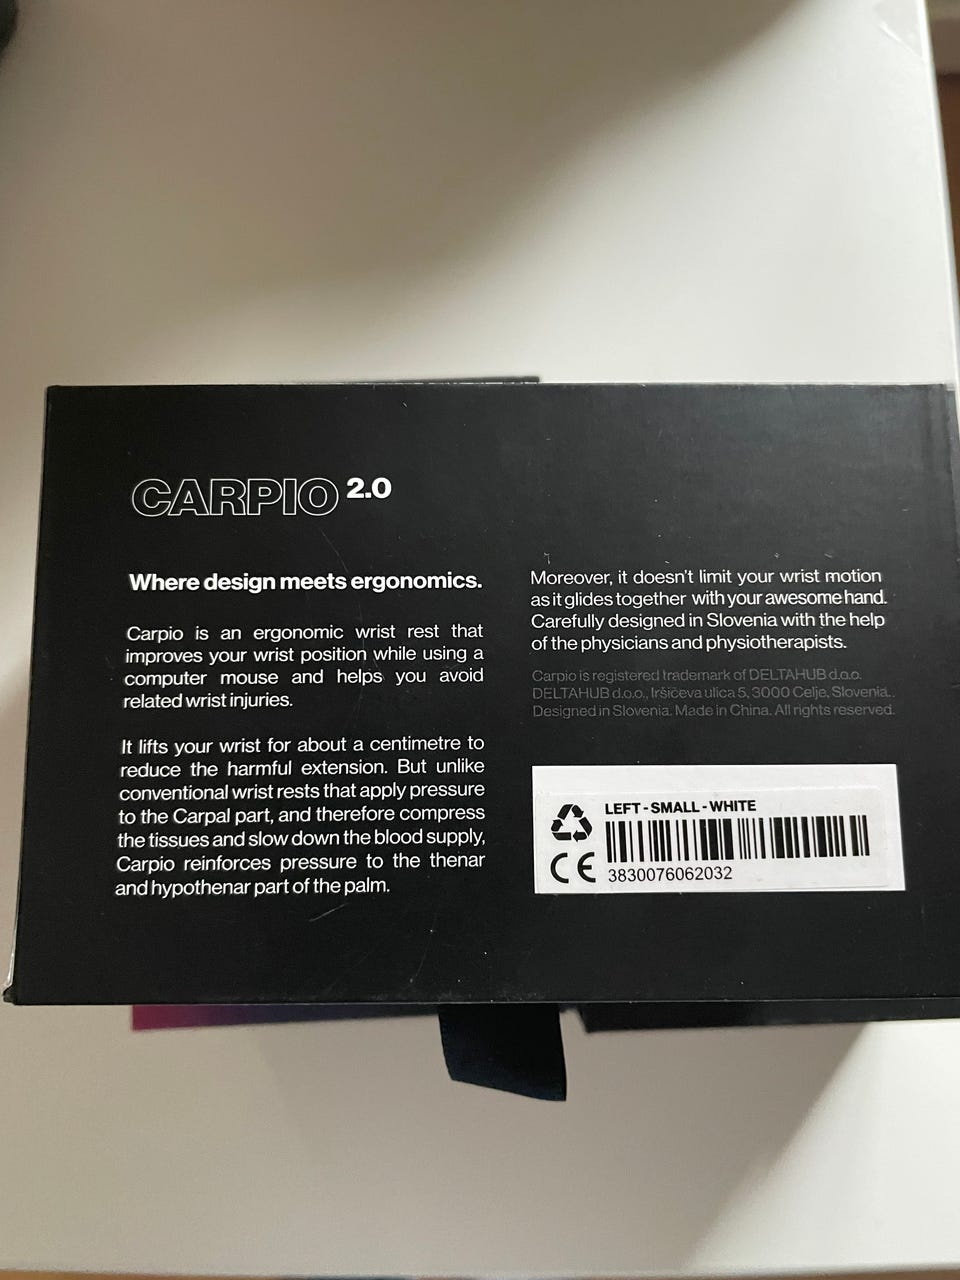 CARPIO 2.0
Where design meets ergonomics.
Carpio is an ergonomic wrist rest that
improves your wrist position while using a
computer mouse and helps you avoid
related wrist injuries.
It lifts your wrist for about a centimetre to
reduce the harmful extension. But unlike
conventional wrist rests that apply pressure
to the Carpal part, and therefore compress
the tissues and slow down the blood supply,
Carpio reinforces pressure to the thenar
and hypothenar part of the palm.
Moreover, it doesn't limit your wrist motion
as it glides together with your awesome hand.
Carefully designed in Slovenia with the help
of the physicians and physiotherapists.
Carpio is registered trademark of DELTAHUB d.o.o.
DELTAHUB d.o.o., Iršičeva ulica 5, 3000 Celje, Slovenia..
Designed in Slovenia. Made in China. All rights reserved.
LEFT - SMALL - WHITE
CE
3830076062032